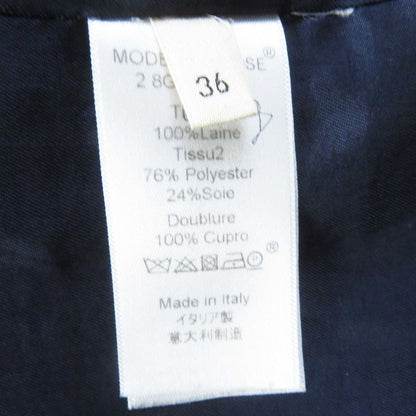 36
100%Laine
Tissu2
76% Polyester
24%Soie
Doublure
100% Cupro
Made in Italy
イタリア製
意大利制造